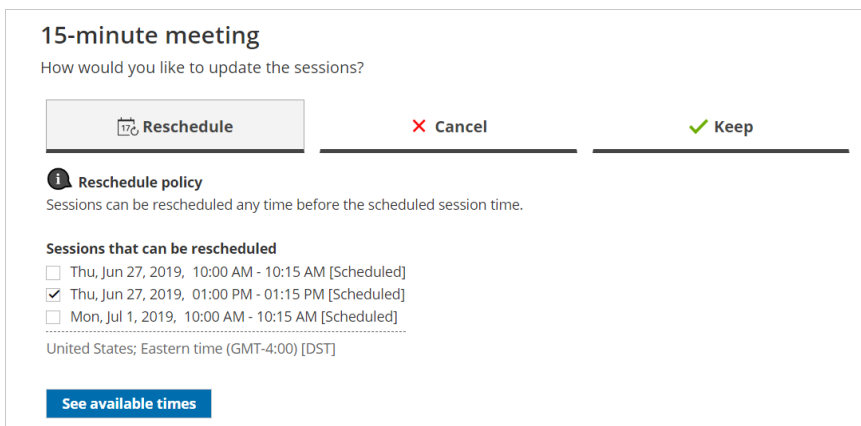 15-minute meeting
How would you like to update the sessions?
17 Reschedule
Cancel
Keep
i Reschedule policy
Sessions can be rescheduled any time before the scheduled session time.
Sessions that can be rescheduled
Thu, Jun 27, 2019, 10:00 AM - 10:15 AM [Scheduled]
Thu, Jun 27, 2019, 01:00 PM - 01:15 PM [Scheduled]
Mon, Jul 1, 2019, 10:00 AM - 10:15 AM [Scheduled]
United States; Eastern time (GMT-4:00) [DST]
See available times